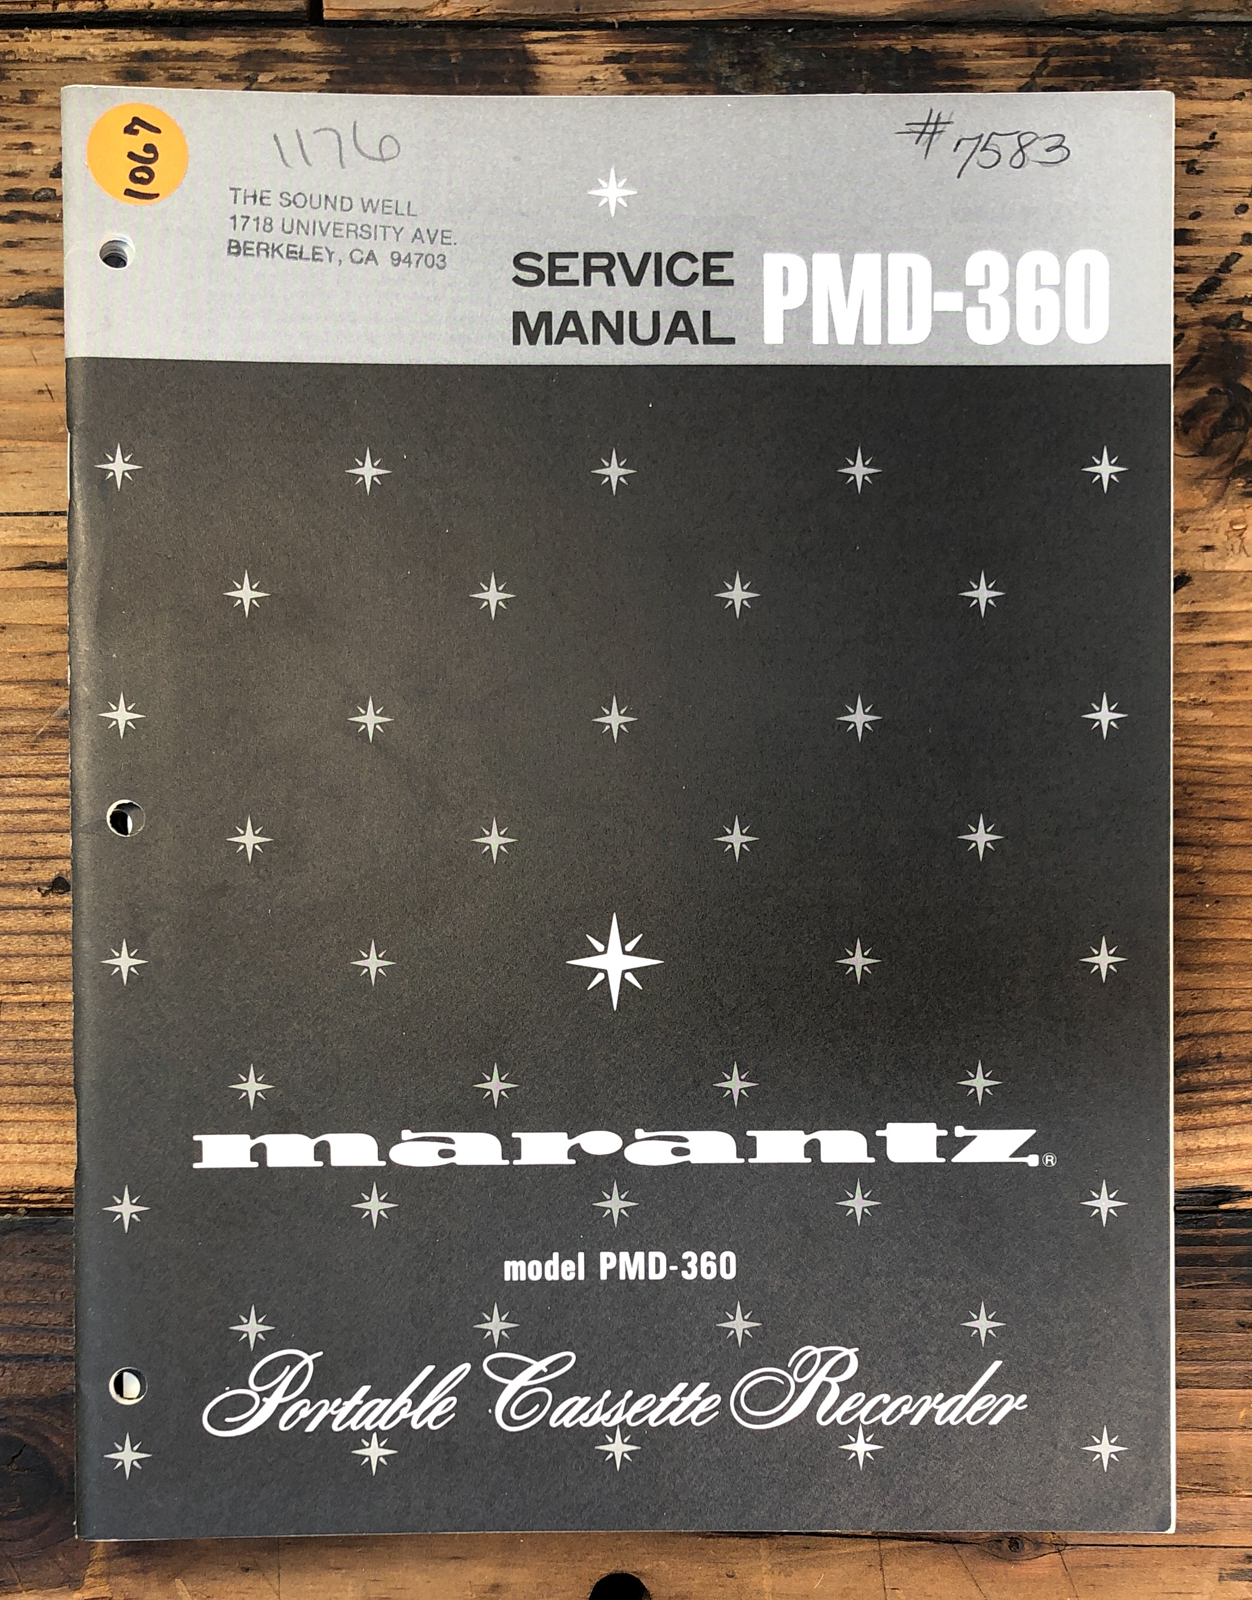 1067
1176
#7583
THE SOUND WELL
1718 UNIVERSITY AVE.
BERKELEY, CA 94703
SERVICE
MANUAL
PMD-360
marantz®
model PMD-360
Portable Cassette Recorder